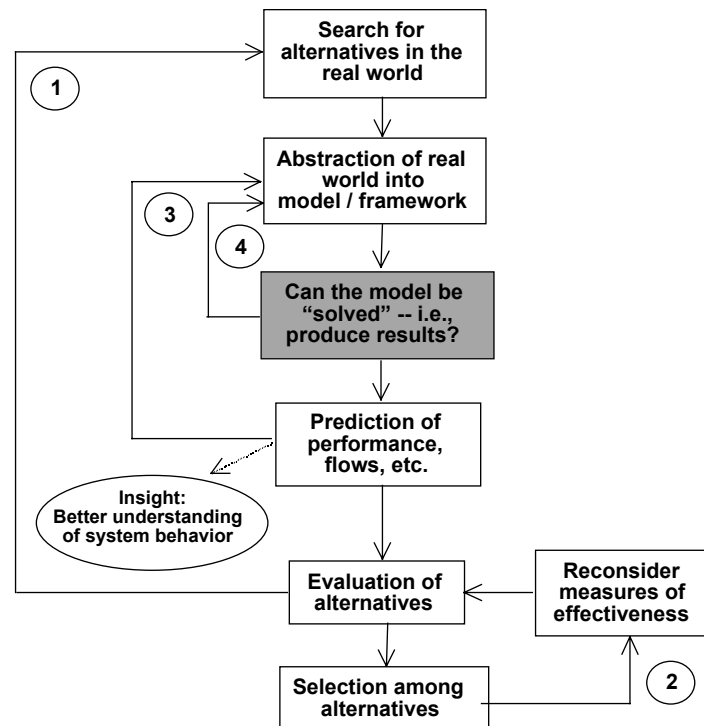 Search for
alternatives in the
real world
1
Abstraction of real
world into
model / framework
3
4
Can the model be
“solved” -- i.e.,
produce results?
Prediction of
performance,
flows, etc.
Insight:
Better understanding
of system behavior
Evaluation of
alternatives
Reconsider
measures of
effectiveness
Selection among
alternatives
2